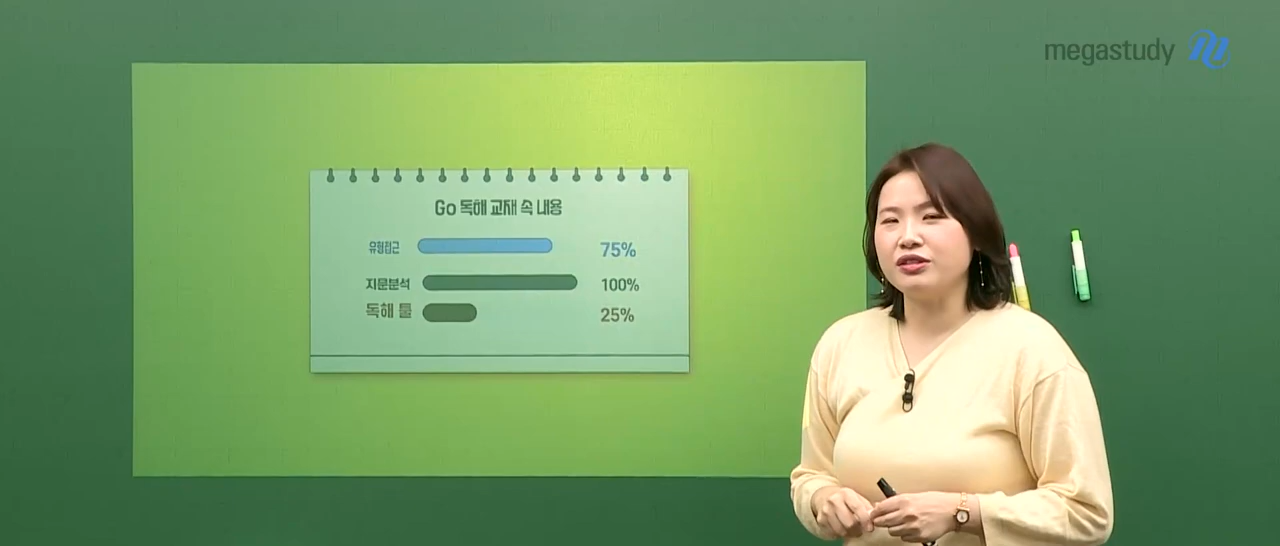 megastudy
Go 독해 교재 속 내용
유형접근 75%
지문분석 100%
독해 툴 25%